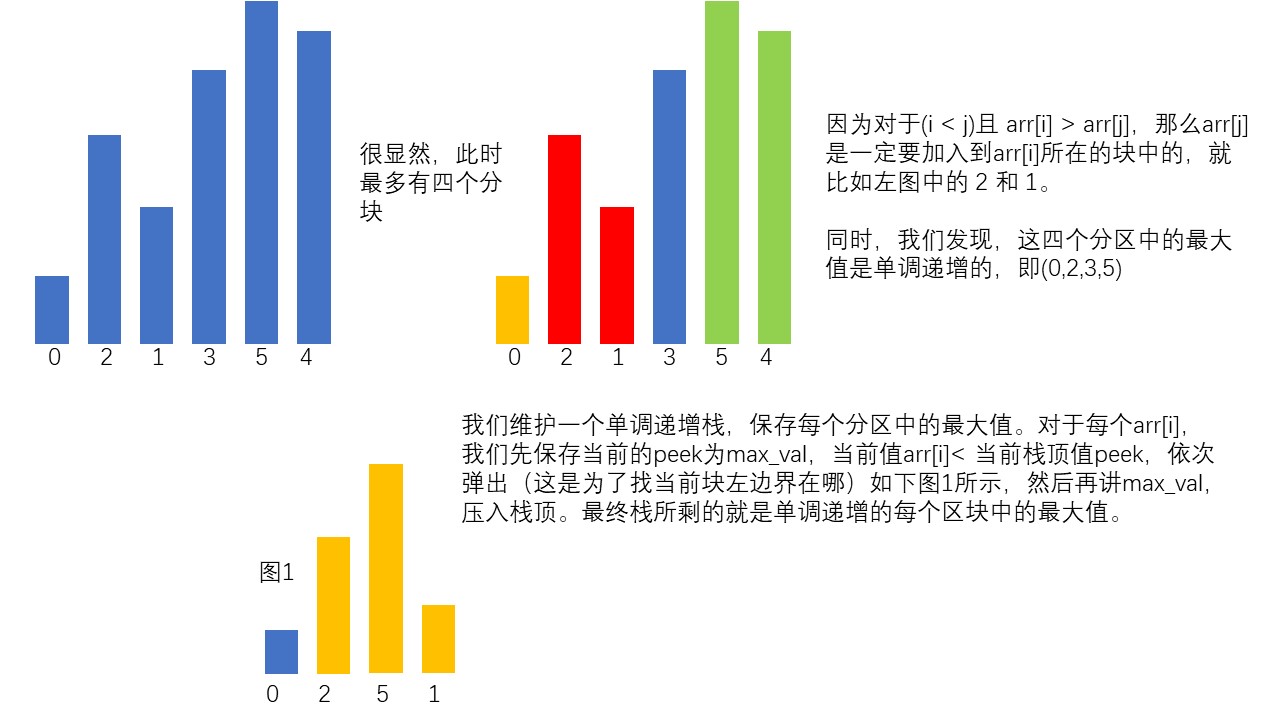 很显然，此时
最多有四个分
块
0 2 1 3 5 4
0 2 1 3 5 4
因为对于(i < j)且 arr[i] > arr[j]，那么arr[j]
是一定要加入到arr[i]所在的块中的，就
比如左图中的 2 和 1。
同时，我们发现，这四个分区中的最大
值是单调递增的，即(0,2,3,5)
我们维护一个单调递增栈，保存每个分区中的最大值。对于每个arr[i],
我们先保存当前的peek为max_val，当前值arr[i]< 当前栈顶值peek，依次
弹出（这是为了找当前块左边界在哪）如下图1所示，然后再讲max_val,
压入栈顶。最终栈所剩的就是单调递增的每个区块中的最大值。
图1
0 2 5 1